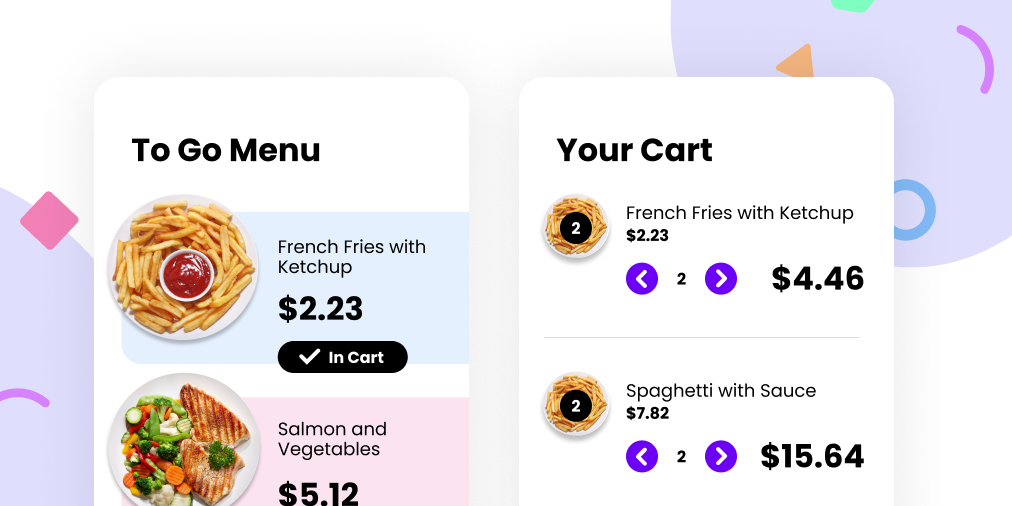 To Go Menu
French Fries with
Ketchup
$2.23
In Cart
Salmon and
Vegetables
$5.12
Your Cart
2
French Fries with Ketchup
$2.23
2
$4.46
2
Spaghetti with Sauce
$7.82
2
$15.64